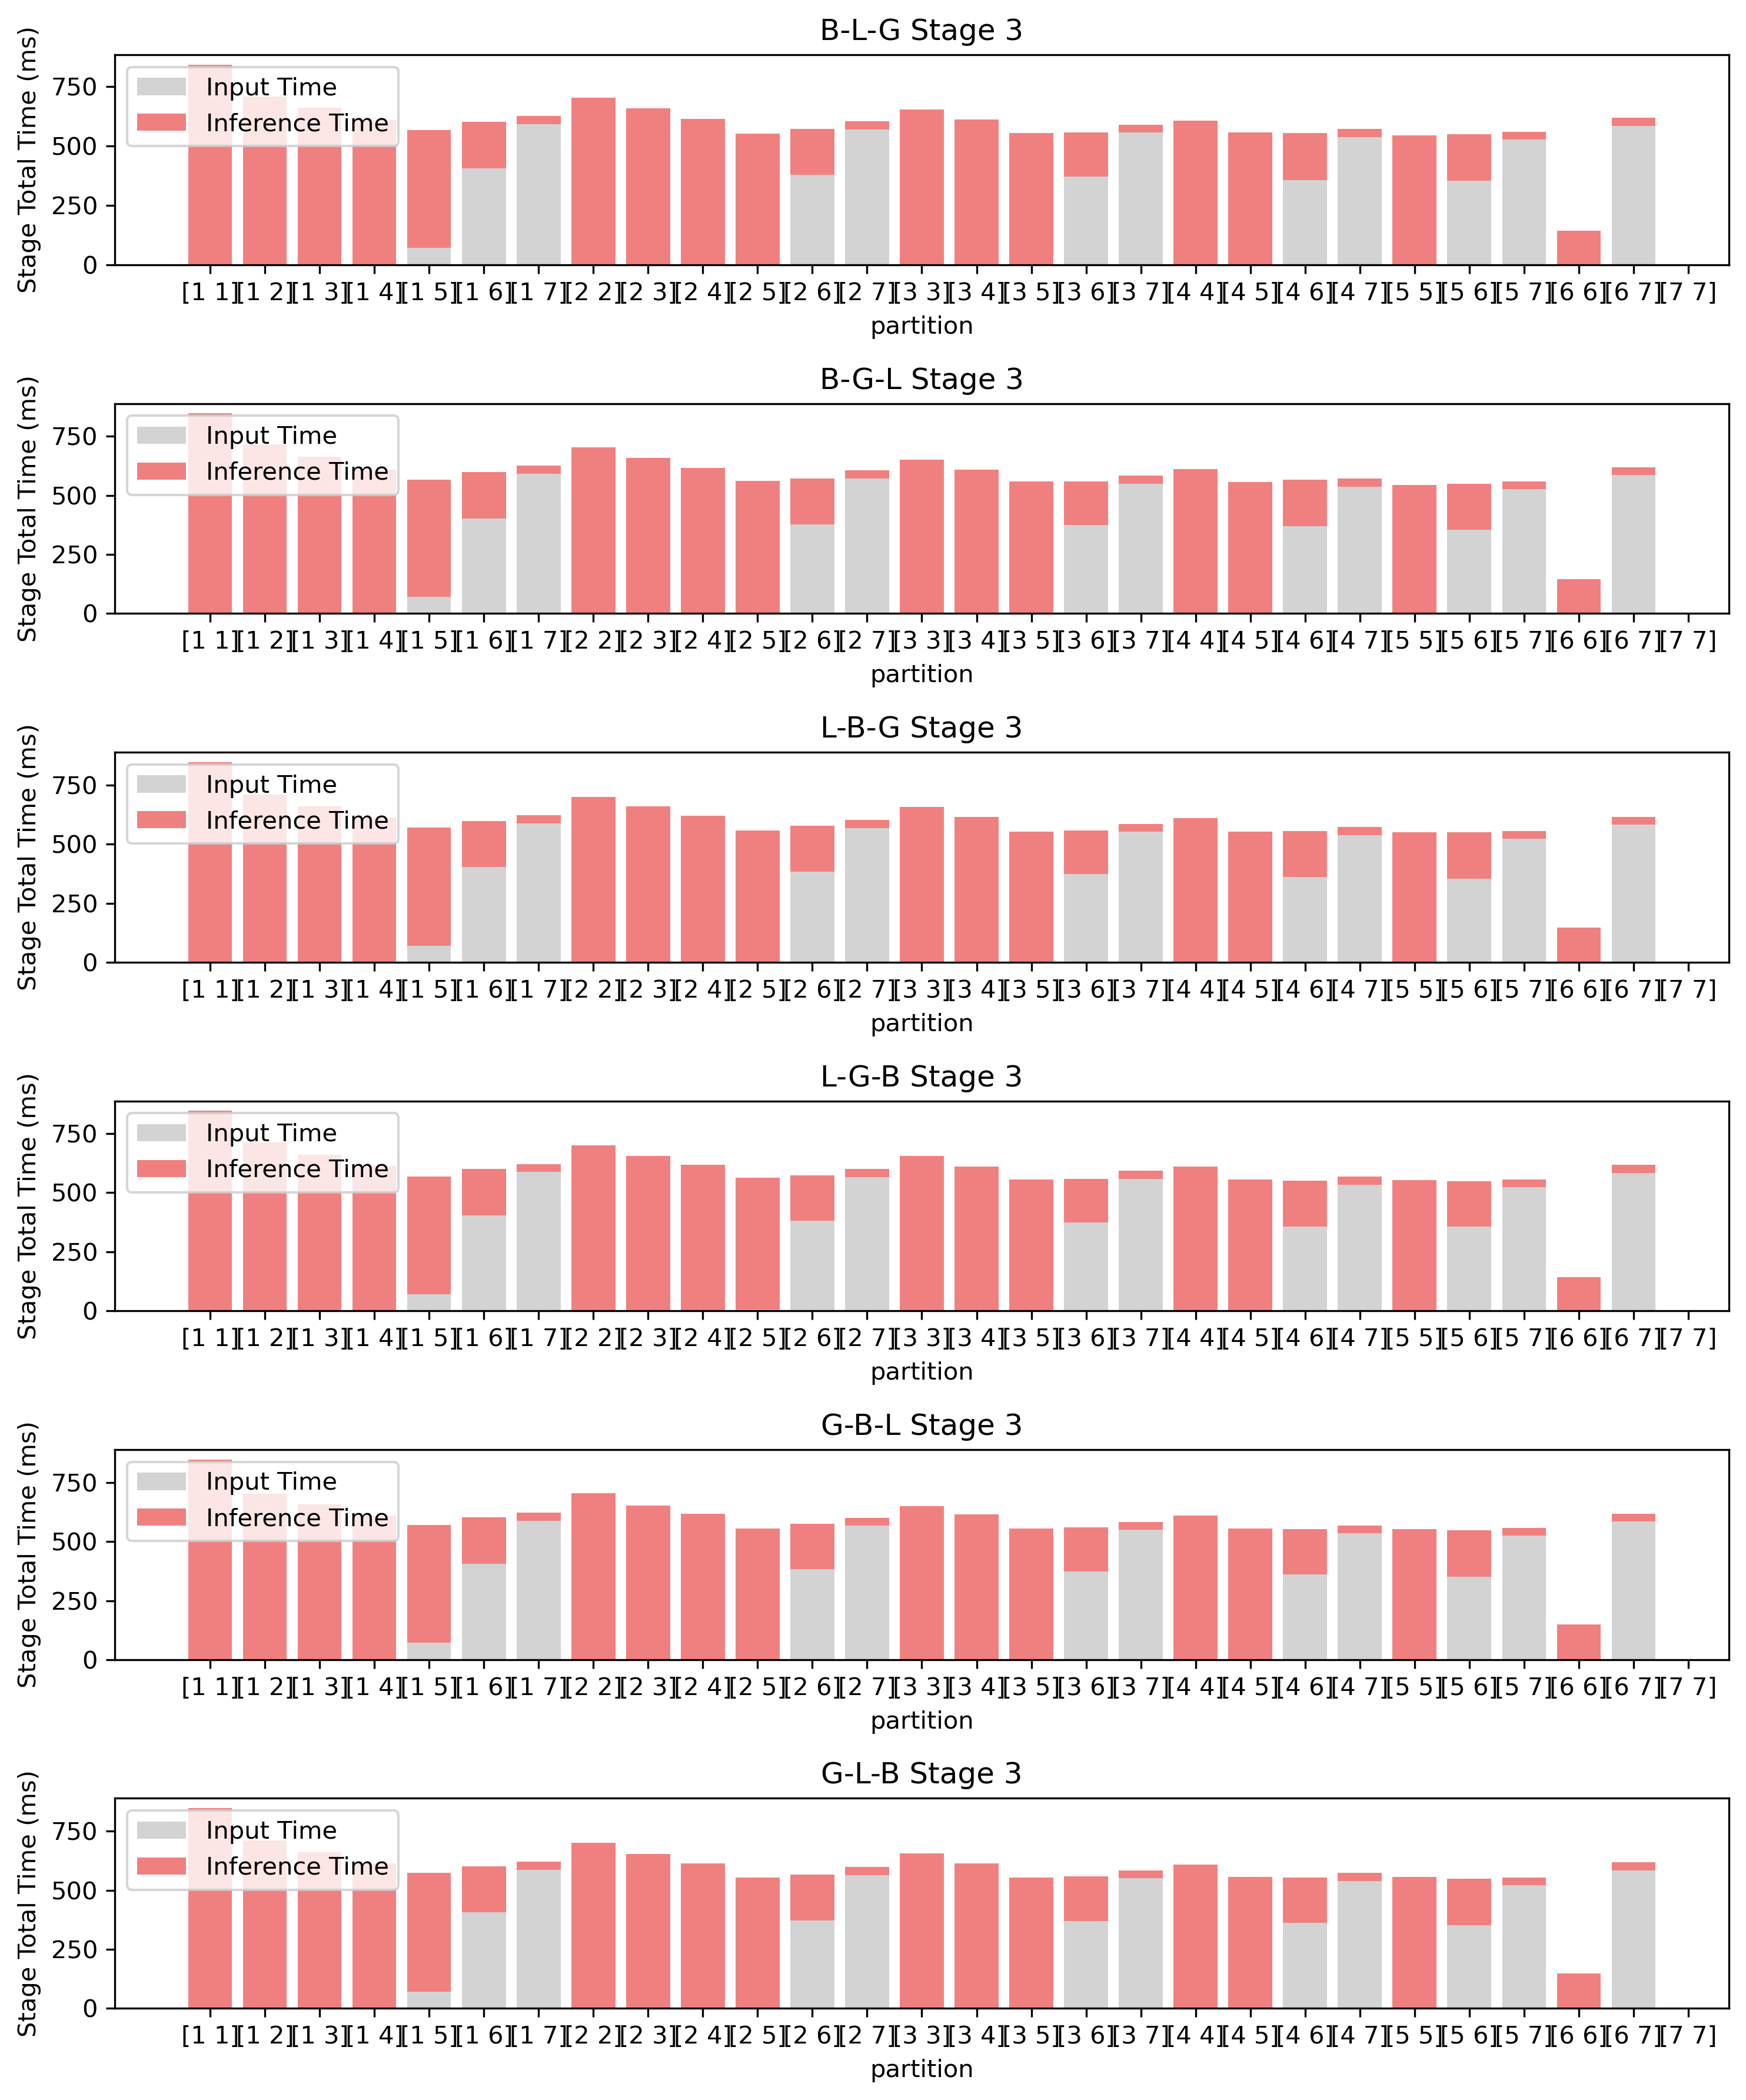 B-L-G Stage 3
Stage Total Time (ms)
750
500
250
0
Input Time
Inference Time
[1 1] [1 2] [1 3] [1 4] [1 5] [1 6] [1 7] [2 2] [2 3] [2 4] [2 5] [2 6] [2 7] [3 3] [3 4] [3 5] [3 6] [3 7] [4 4] [4 5] [4 6] [4 7] [5 5] [5 6] [5 7] [6 6] [6 7] [7 7]
partition
B-G-L Stage 3
Stage Total Time (ms)
750
500
250
0
Input Time
Inference Time
[1 1] [1 2] [1 3] [1 4] [1 5] [1 6] [1 7] [2 2] [2 3] [2 4] [2 5] [2 6] [2 7] [3 3] [3 4] [3 5] [3 6] [3 7] [4 4] [4 5] [4 6] [4 7] [5 5] [5 6] [5 7] [6 6] [6 7] [7 7]
partition
L-B-G Stage 3
Stage Total Time (ms)
750
500
250
0
Input Time
Inference Time
[1 1] [1 2] [1 3] [1 4] [1 5] [1 6] [1 7] [2 2] [2 3] [2 4] [2 5] [2 6] [2 7] [3 3] [3 4] [3 5] [3 6] [3 7] [4 4] [4 5] [4 6] [4 7] [5 5] [5 6] [5 7] [6 6] [6 7] [7 7]
partition
L-G-B Stage 3
Stage Total Time (ms)
750
500
250
0
Input Time
Inference Time
[1 1] [1 2] [1 3] [1 4] [1 5] [1 6] [1 7] [2 2] [2 3] [2 4] [2 5] [2 6] [2 7] [3 3] [3 4] [3 5] [3 6] [3 7] [4 4] [4 5] [4 6] [4 7] [5 5] [5 6] [5 7] [6 6] [6 7] [7 7]
partition
G-B-L Stage 3
Stage Total Time (ms)
750
500
250
0
Input Time
Inference Time
[1 1] [1 2] [1 3] [1 4] [1 5] [1 6] [1 7] [2 2] [2 3] [2 4] [2 5] [2 6] [2 7] [3 3] [3 4] [3 5] [3 6] [3 7] [4 4] [4 5] [4 6] [4 7] [5 5] [5 6] [5 7] [6 6] [6 7] [7 7]
partition
G-L-B Stage 3
Stage Total Time (ms)
750
500
250
0
Input Time
Inference Time
[1 1] [1 2] [1 3] [1 4] [1 5] [1 6] [1 7] [2 2] [2 3] [2 4] [2 5] [2 6] [2 7] [3 3] [3 4] [3 5] [3 6] [3 7] [4 4] [4 5] [4 6] [4 7] [5 5] [5 6] [5 7] [6 6] [6 7] [7 7]
partition